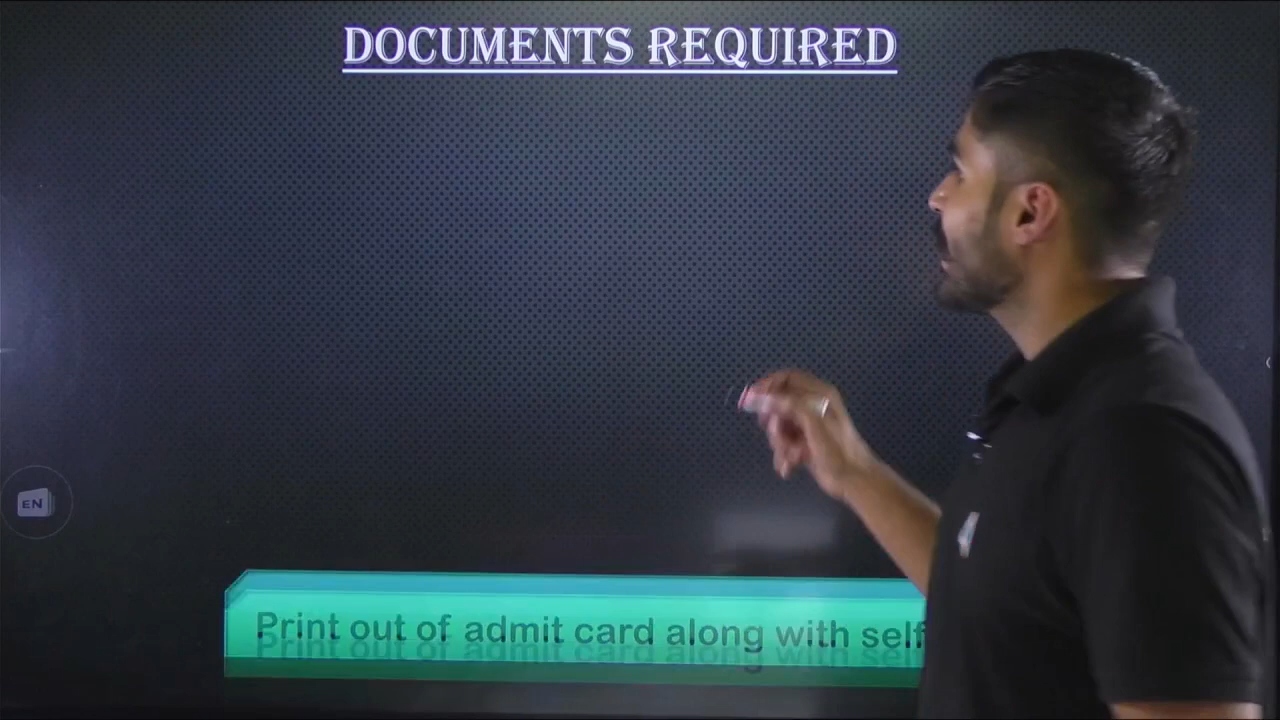 DOCUMENTS REQUIRED
EN
Print out of admit card along with self